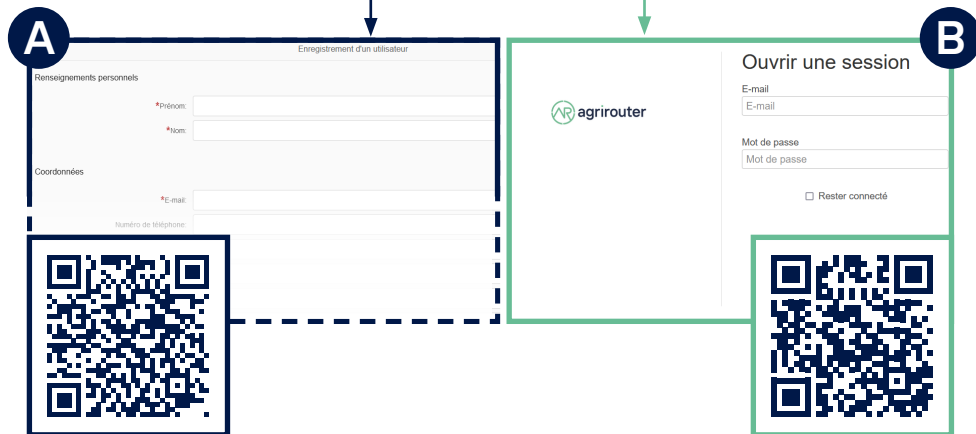 A
Enregistrement d'un utilisateur
Renseignements personnels
*Prénom:
*Nom:
Coordonnées
*E-mail:
Numéro de téléphone:
B
agrirouter
Ouvrir une session
E-mail
E-mail
Mot de passe
Mot de passe
Rester connecté